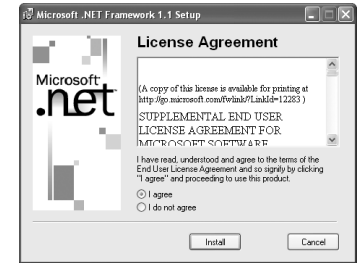 Microsoft .NET Framework 1.1 Setup
License Agreement
Microsoft
.net
(A copy of this license is available for printing at
http://go.microsoft.com/fwlink/?LinkId=12283 )
SUPPLEMENTAL END USER
LICENSE AGREEMENT FOR
MICROSOFT SOFTWARE
I have read, understood and agree to the terms of the
End User License Agreement and so signify by clicking
"I agree" and proceeding to use this product.
I agree
I do not agree
Install
Cancel